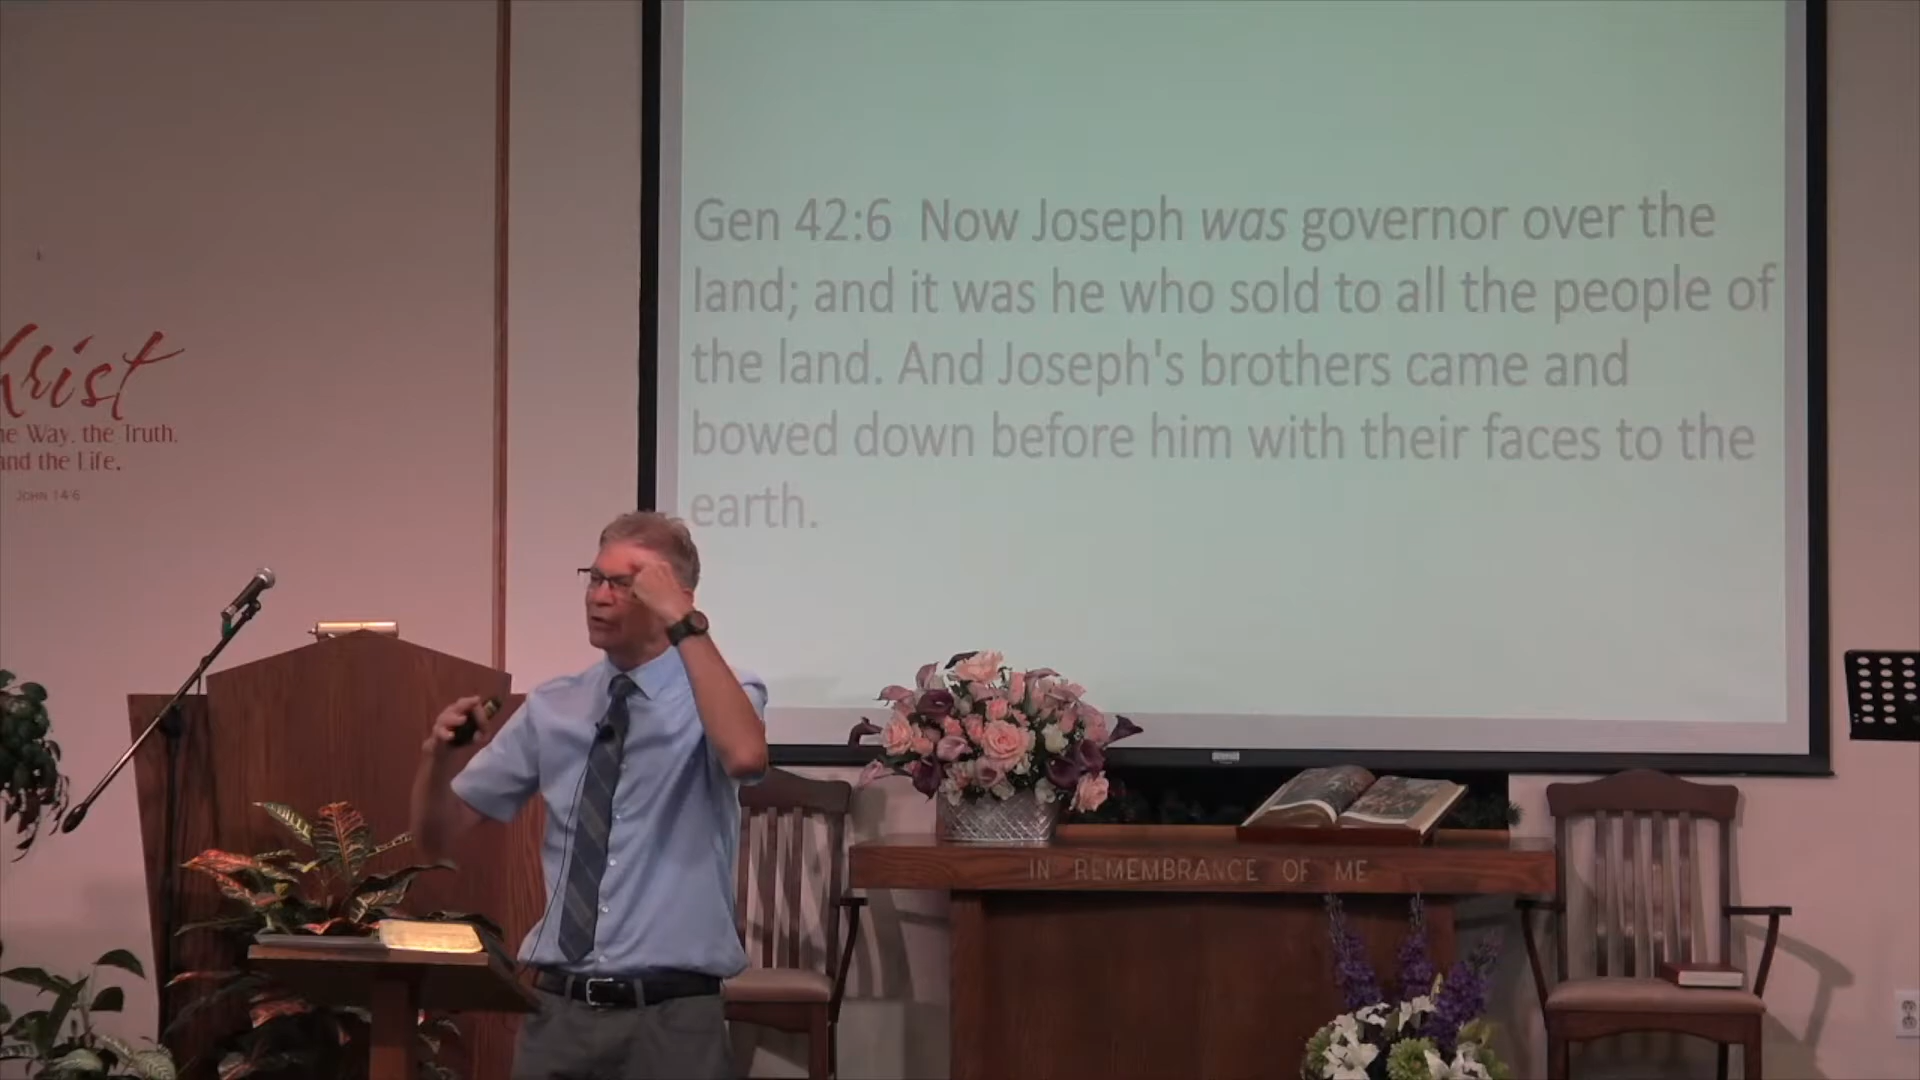 Gen 42:6 Now Joseph was governor over the
land; and it was he who sold to all the people of
the land. And Joseph's brothers came and
bowed down before him with their faces to the
earth.
the Way, the Truth,
and the Life.
JOHN 14:6
IN REMEMBRANCE OF ME